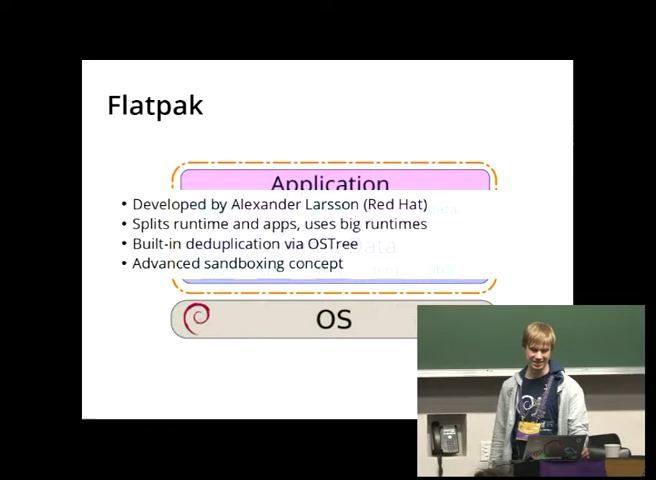 Flatpak
Application
• Developed by Alexander Larsson (Red Hat)
• Splits runtime and apps, uses big runtimes
• Built-in deduplication via OSTree
• Advanced sandboxing concept
OS